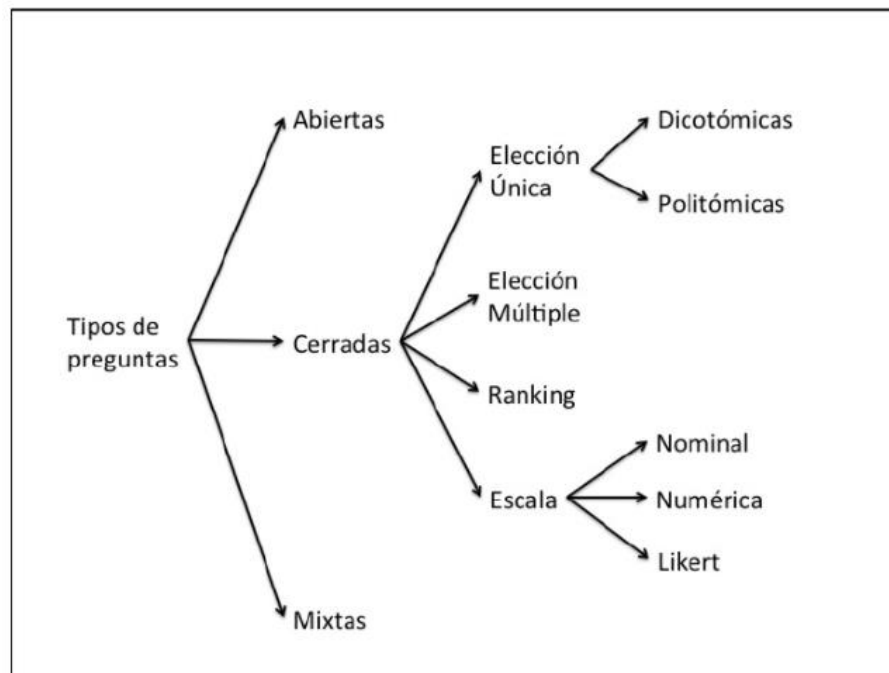 Tipos de
preguntas
Abiertas
Cerradas
Mixtas
Elección
Única
Elección
Múltiple
Ranking
Escala
Dicotómicas
Politómicas
Nominal
Numérica
Likert